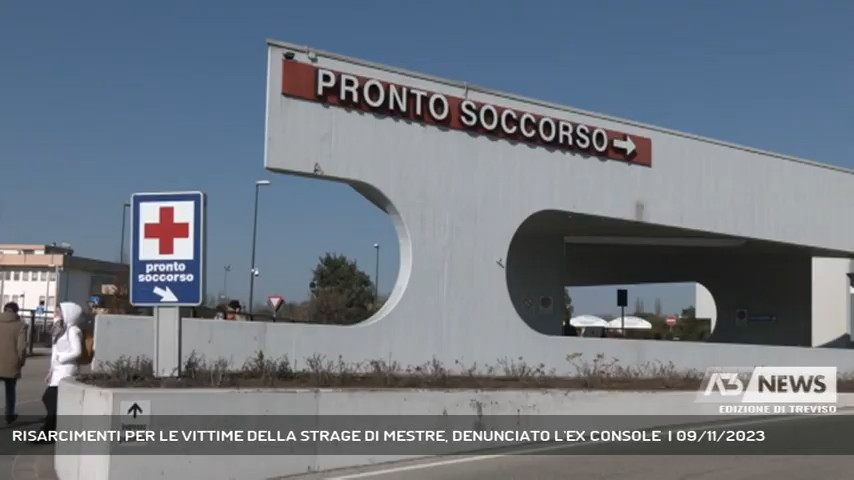 PRONTO SOCCORSO →
pronto
soccorso
A3 NEWS
EDIZIONE DI TREVISO
RISARCIMENTI PER LE VITTIME DELLA STRAGE DI MESTRE, DENUNCIATO L'EX CONSOLE | 09/11/2023